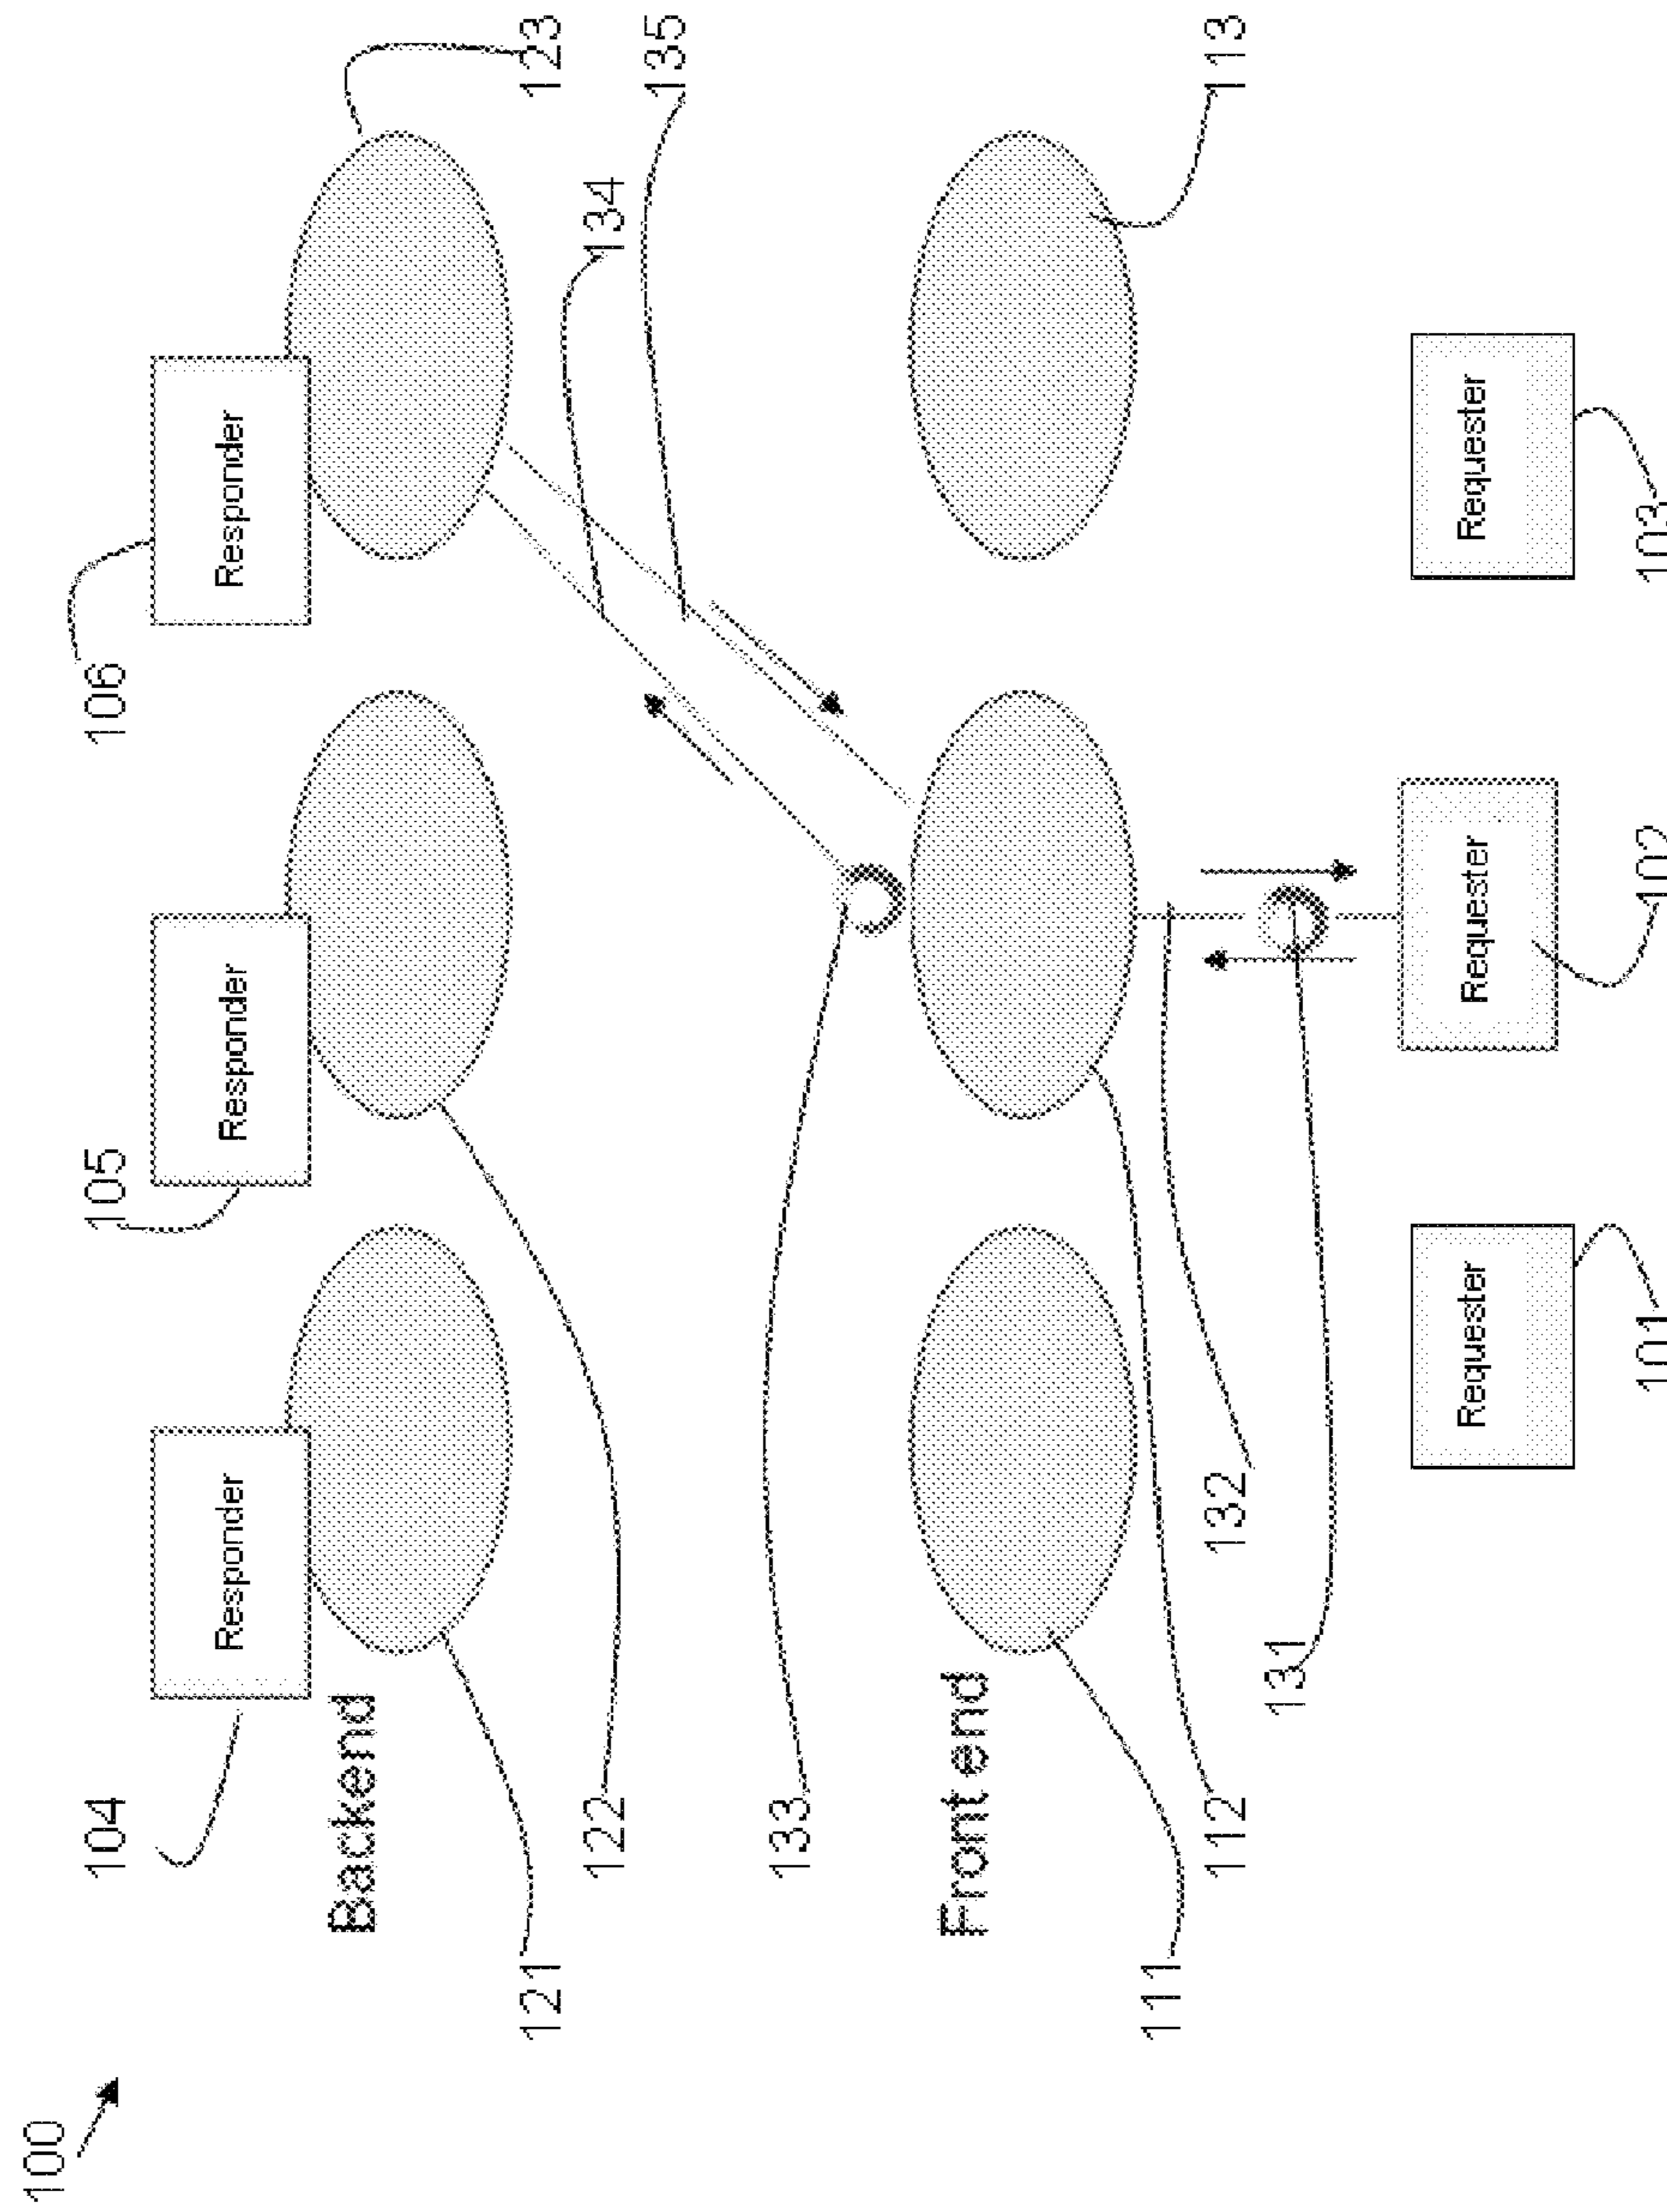 100
104
105
106
Responder
Responder
Responder
Backend
121
123
122
134
135
133
Front end
111
112
132
113
131
Requester
Requester
Requester
101
102
103